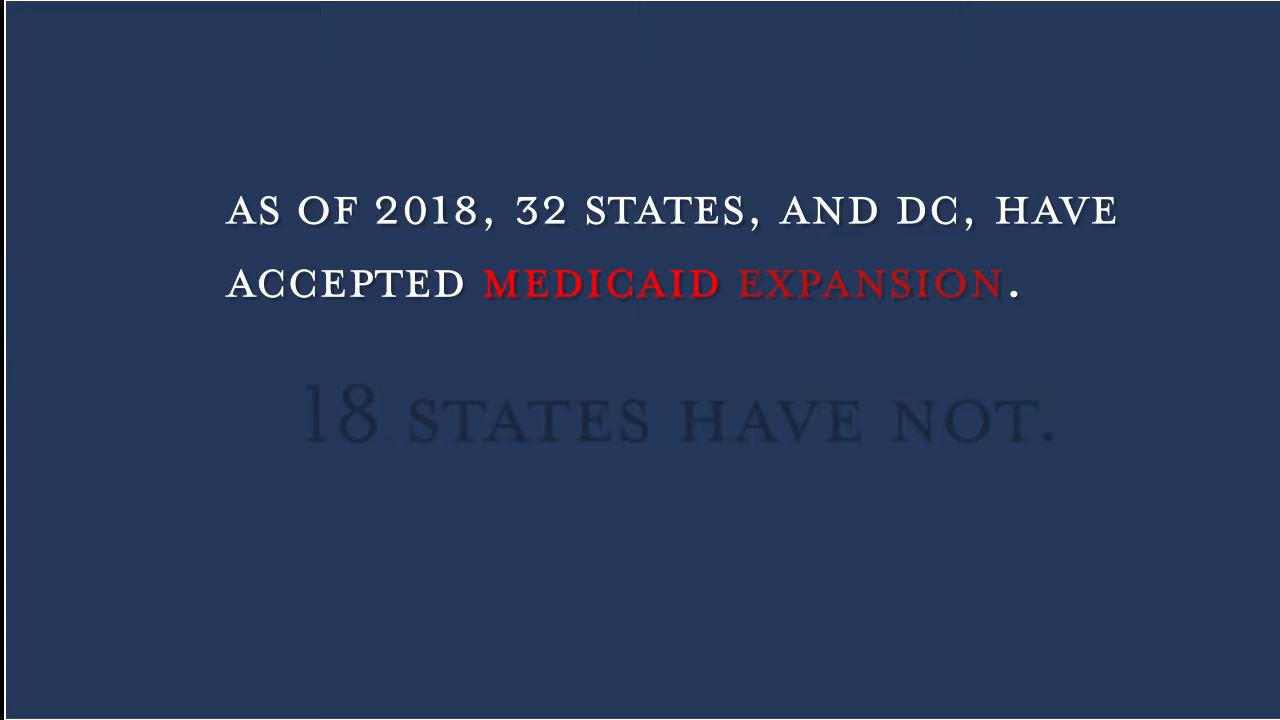 AS OF 2018, 32 STATES, AND DC, HAVE
ACCEPTED MEDICAID EXPANSION.
18 STATES HAVE NOT.